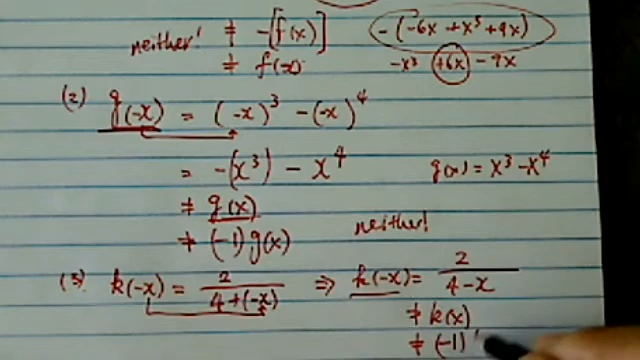 neither! ≠ -[f(x)] -(-6x + x³ + 9x)
≠ f(x) -x³ +6x - 9x
(2) g(-x) = (-x)³ - (-x)⁴
= -(x³) - x⁴ g(x) = x³ - x⁴
≠ g(x)
≠ (-1) g(x) neither!
(3) k(-x) = 2/(4+(-x)) ⇒ k(-x) = 2/(4-x)
≠ k(x)
≠ (-1)